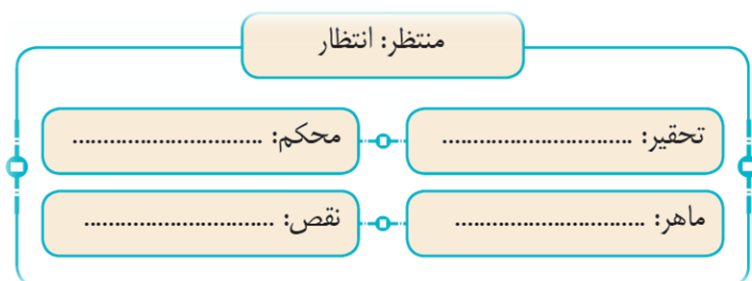 منتظر: انتظار
تحقیر: ..............................
محکم: ..............................
ماهر: ..............................
نقص: ..............................